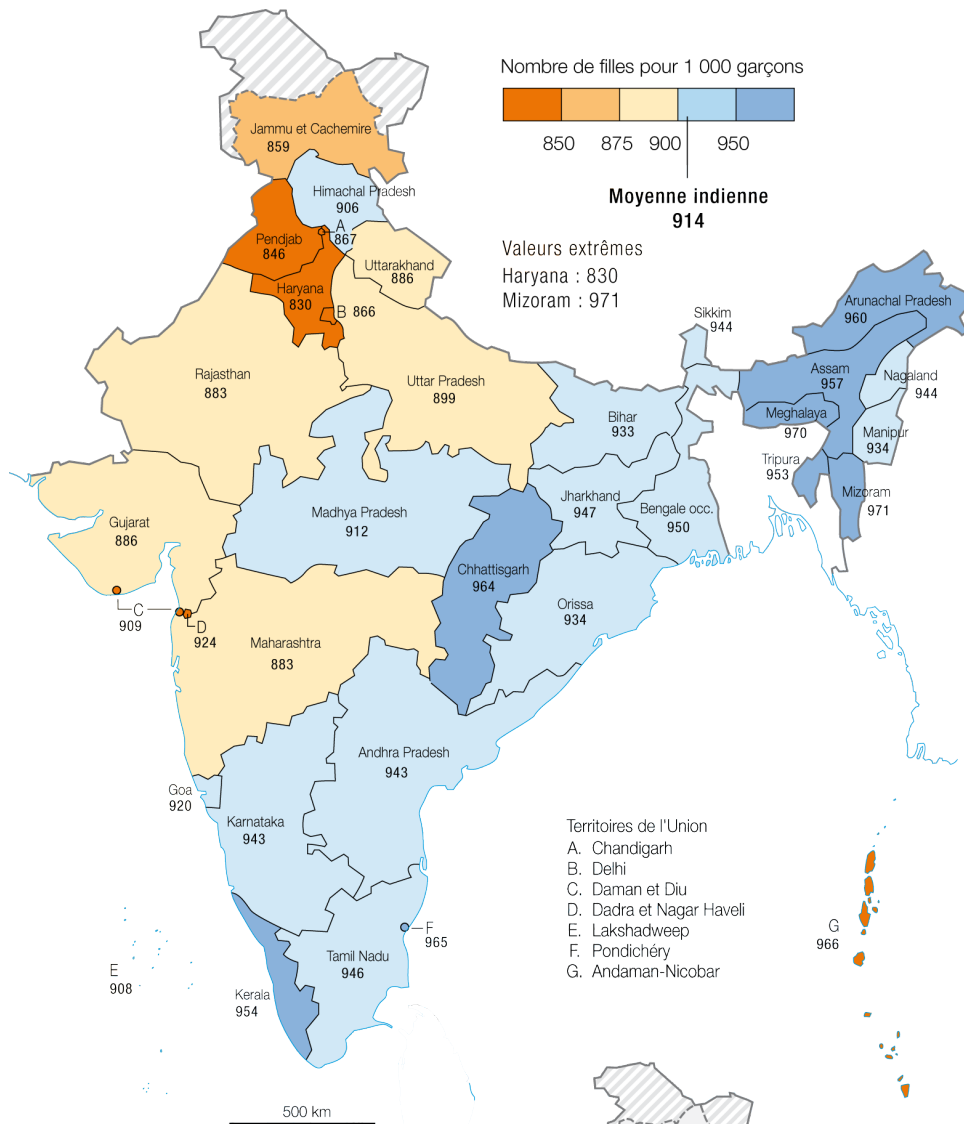 Nombre de filles pour 1 000 garçons
850 875 900 950
Moyenne indienne
914
Valeurs extrêmes
Haryana : 830
Mizoram : 971
Jammu et Cachemire
859
Himachal Pradesh
906
A
867
Pendjab
846
Uttarakhand
886
Haryana
830
B 866
Rajasthan
883
Uttar Pradesh
899
Sikkim
944
Arunachal Pradesh
960
Assam
957
Nagaland
944
Meghalaya
970
Manipur
934
Tripura
953
Mizoram
971
Bihar
933
Jharkhand
947
Bengale occ.
950
Madhya Pradesh
912
Gujarat
886
Chhattisgarh
964
Orissa
934
C
909
D
924
Maharashtra
883
Andhra Pradesh
943
Goa
920
Karnataka
943
F
965
Tamil Nadu
946
E
908
Kerala
954
G
966
Territoires de l'Union
A. Chandigarh
B. Delhi
C. Daman et Diu
D. Dadra et Nagar Haveli
E. Lakshadweep
F. Pondichéry
G. Andaman-Nicobar
500 km